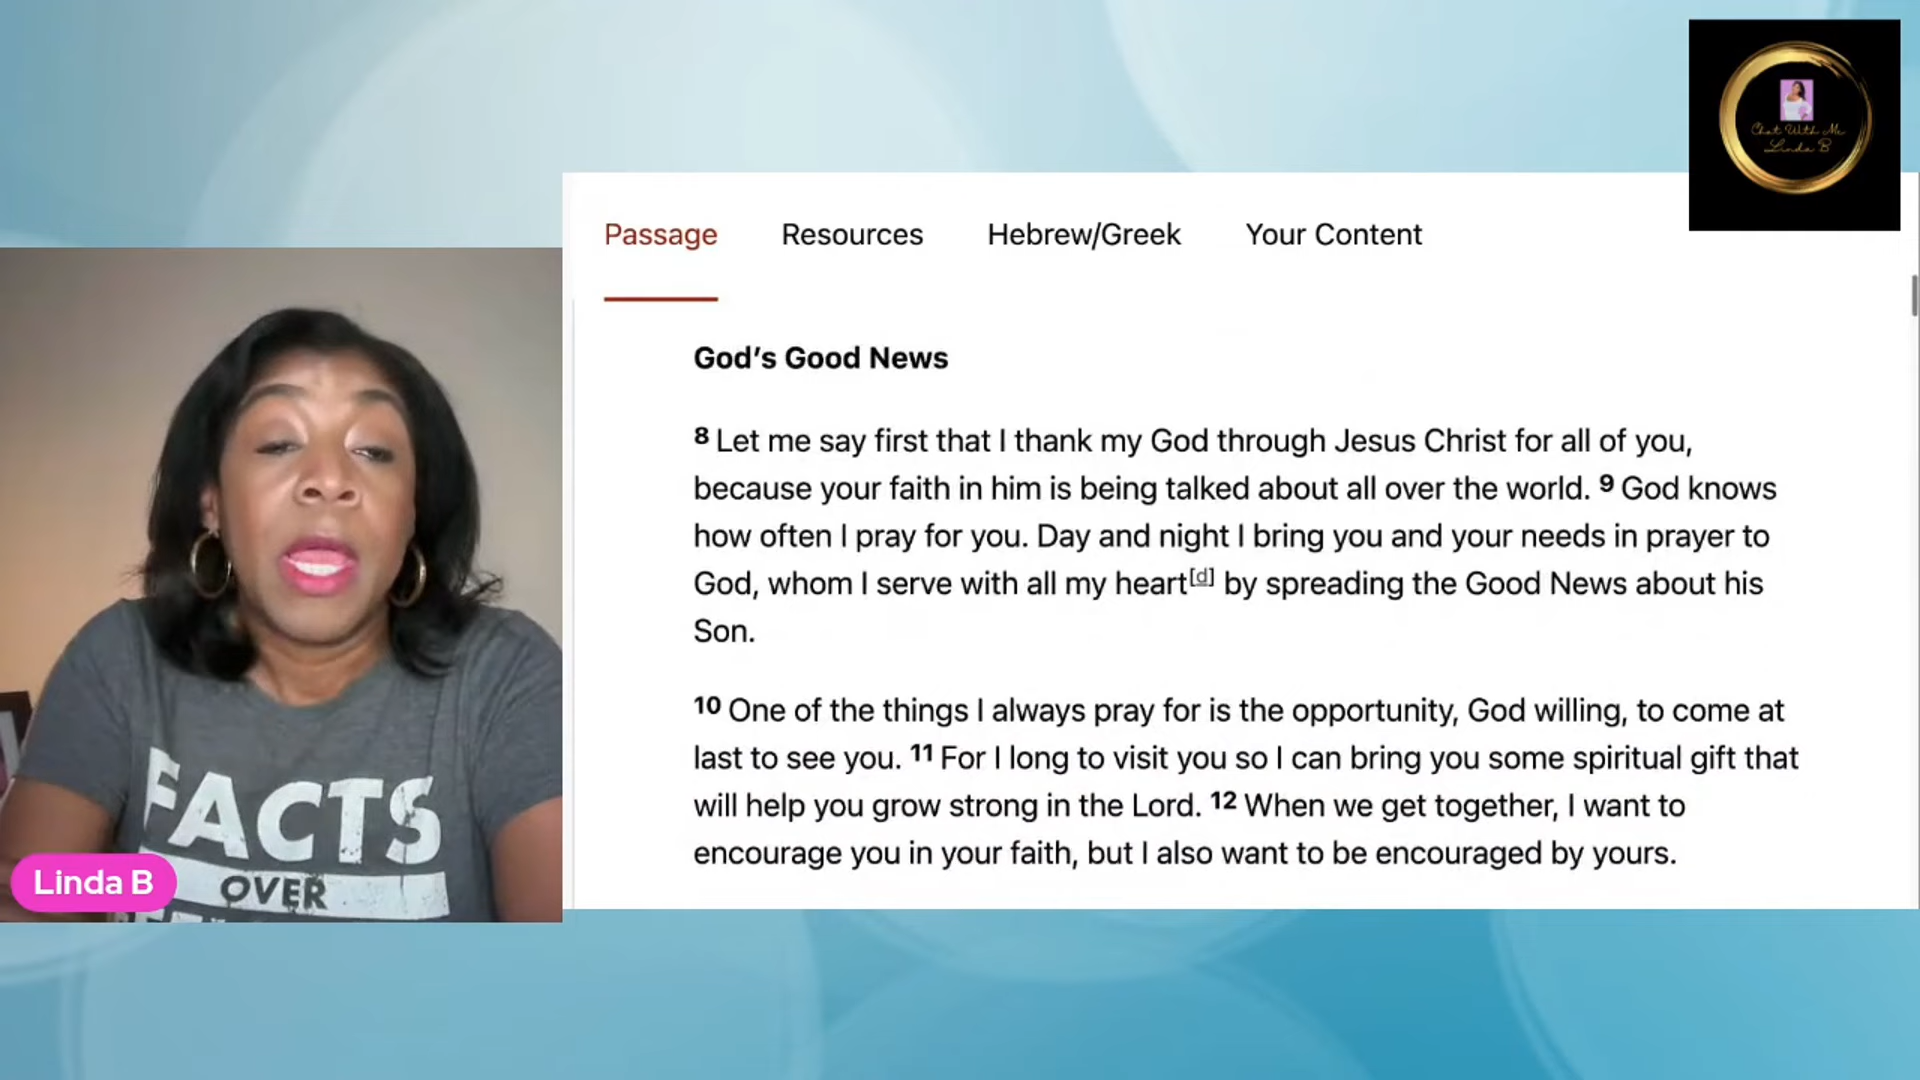 Chat With Me
Linda B
Passage Resources Hebrew/Greek Your Content
God's Good News
8 Let me say first that I thank my God through Jesus Christ for all of you,
because your faith in him is being talked about all over the world. 9 God knows
how often I pray for you. Day and night I bring you and your needs in prayer to
God, whom I serve with all my heart[d] by spreading the Good News about his
Son.
10 One of the things I always pray for is the opportunity, God willing, to come at
last to see you. 11 For I long to visit you so I can bring you some spiritual gift that
will help you grow strong in the Lord. 12 When we get together, I want to
encourage you in your faith, but I also want to be encouraged by yours.
FACTS
OVER
Linda B